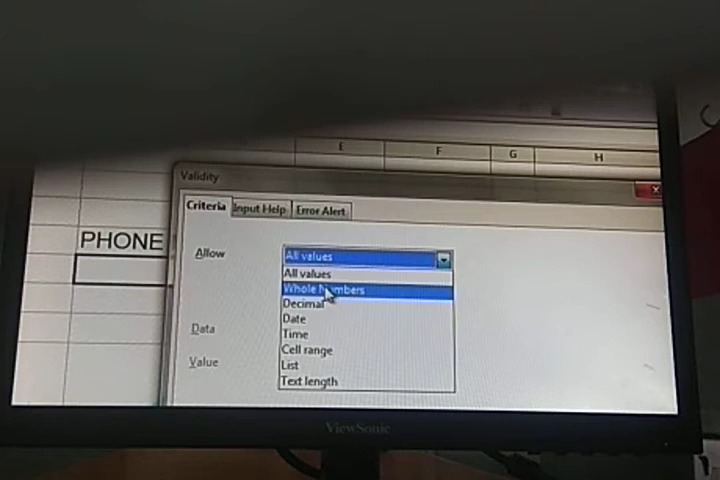 E F G H
Validity
Criteria Input Help Error Alert
PHONE
Allow All values
All values
Whole Numbers
Decimal
Date
Time
Cell range
List
Text length
Data
Value
ViewSonic